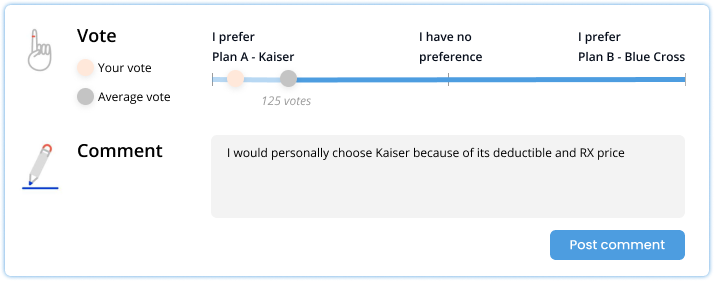 Vote
Your vote
Average vote
I prefer
Plan A - Kaiser
I have no
preference
I prefer
Plan B - Blue Cross
125 votes
Comment
I would personally choose Kaiser because of its deductible and RX price
Post comment